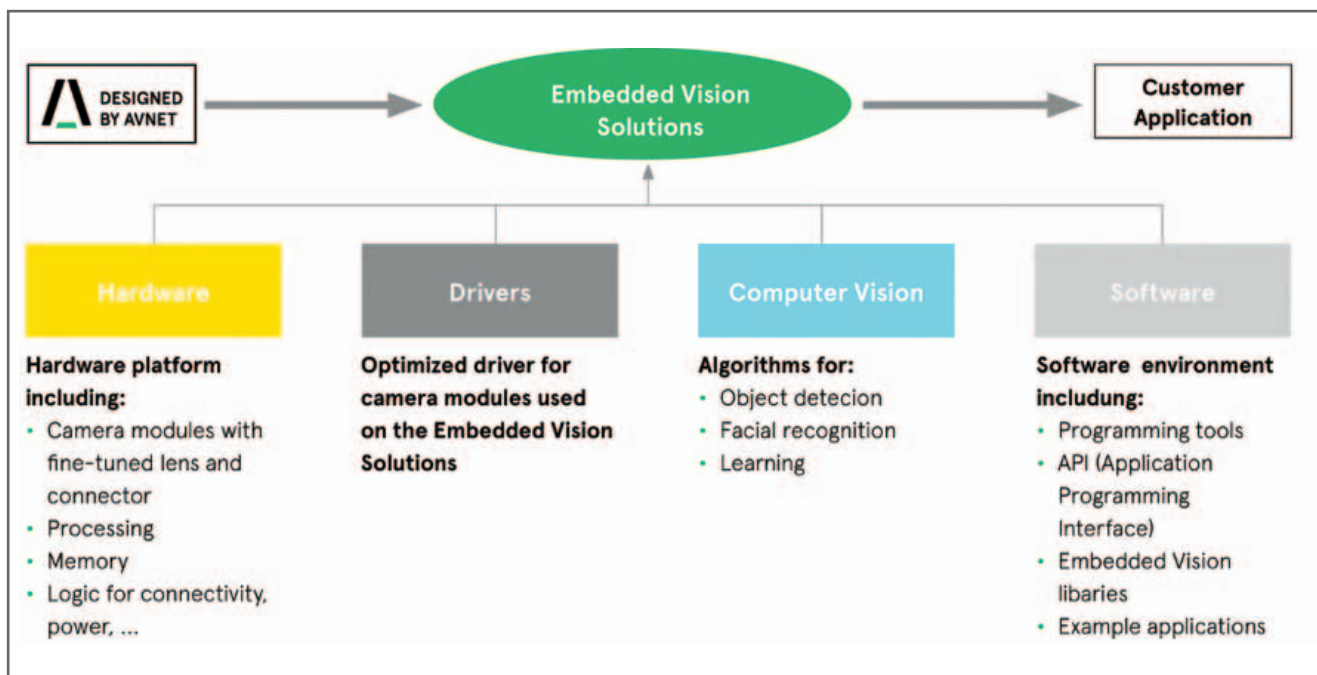 DESIGNED
BY AVNET
Embedded Vision
Solutions
Customer
Application
Hardware
Drivers
Computer Vision
Software
Hardware platform
including:
• Camera modules with
fine-tuned lens and
connector
• Processing
• Memory
• Logic for connectivity,
power, ...
Optimized driver for
camera modules used
on the Embedded Vision
Solutions
Algorithms for:
• Object detecion
• Facial recognition
• Learning
Software environment
includung:
• Programming tools
• API (Application
Programming
Interface)
• Embedded Vision
libaries
• Example applications